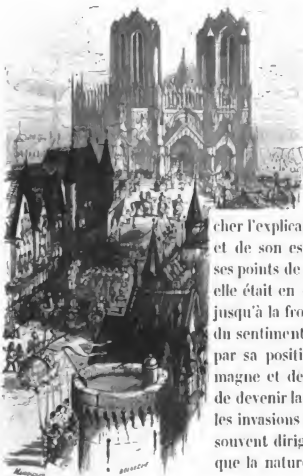 cher l'explica
et de son es
ses points de
elle était en
jusqu'à la fro
du sentiment
par sa positi
magne et de
de devenir la
les invasions
souvent dirig
que la natur